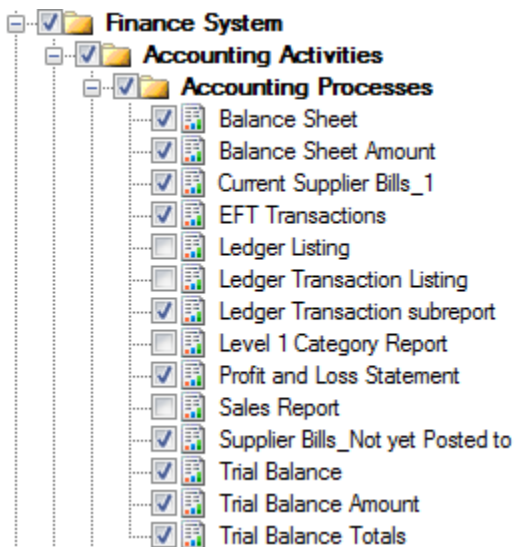 Finance System
Accounting Activities
Accounting Processes
Balance Sheet
Balance Sheet Amount
Current Supplier Bills_1
EFT Transactions
Ledger Listing
Ledger Transaction Listing
Ledger Transaction subreport
Level 1 Category Report
Profit and Loss Statement
Sales Report
Supplier Bills_Not yet Posted to
Trial Balance
Trial Balance Amount
Trial Balance Totals